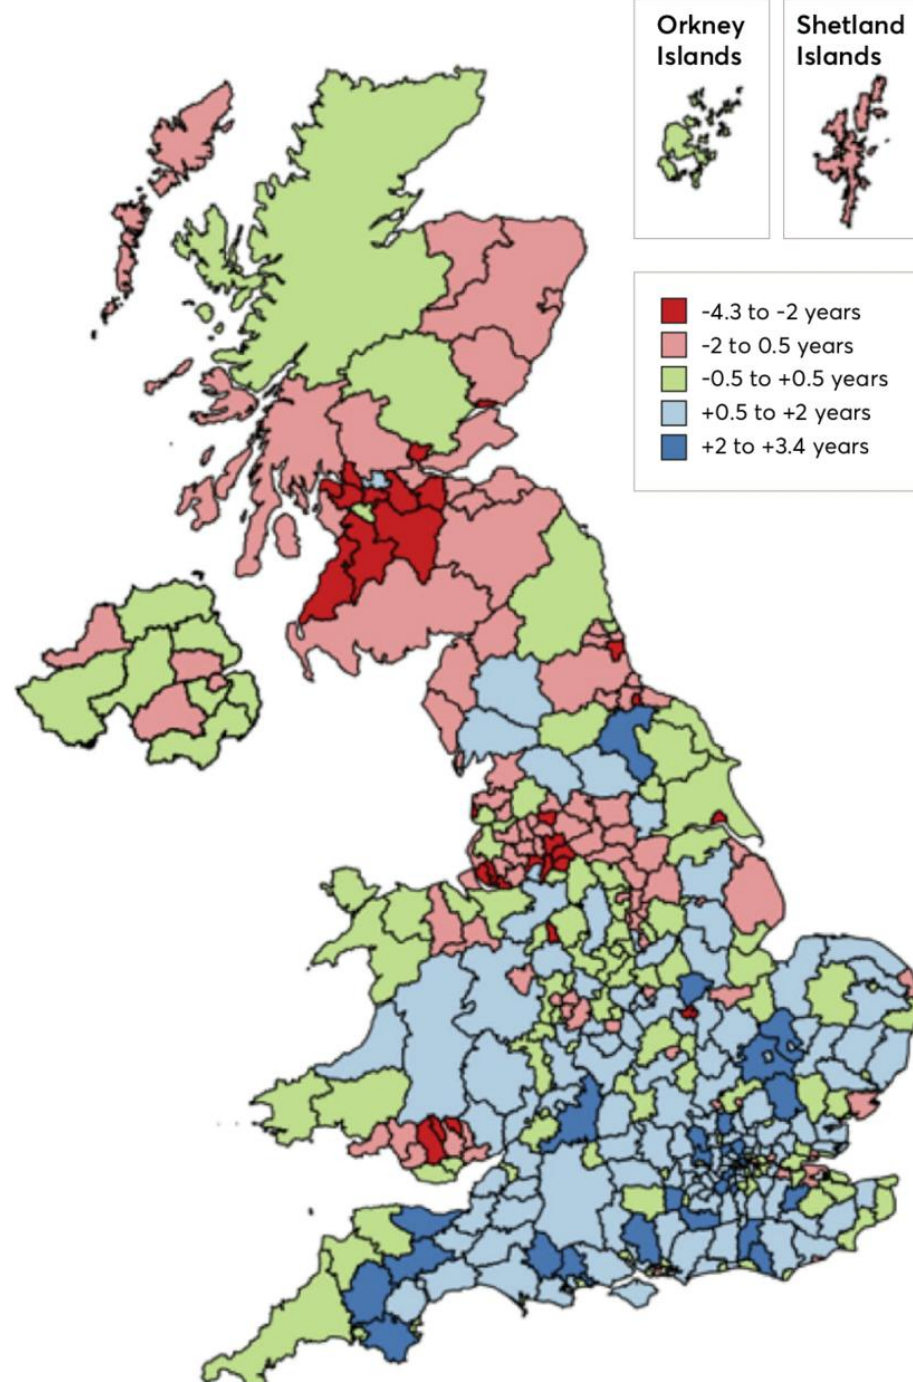 Orkney
Islands
Shetland
Islands
-4.3 to -2 years
-2 to 0.5 years
-0.5 to +0.5 years
+0.5 to +2 years
+2 to +3.4 years